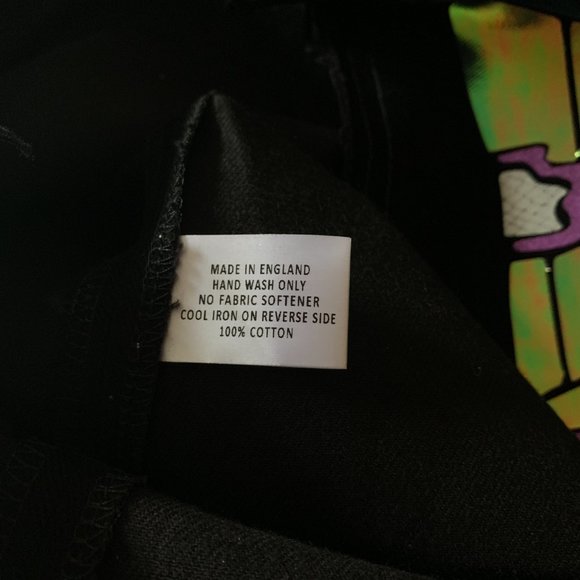 MADE IN ENGLAND
HAND WASH ONLY
NO FABRIC SOFTENER
COOL IRON ON REVERSE SIDE
100% COTTON